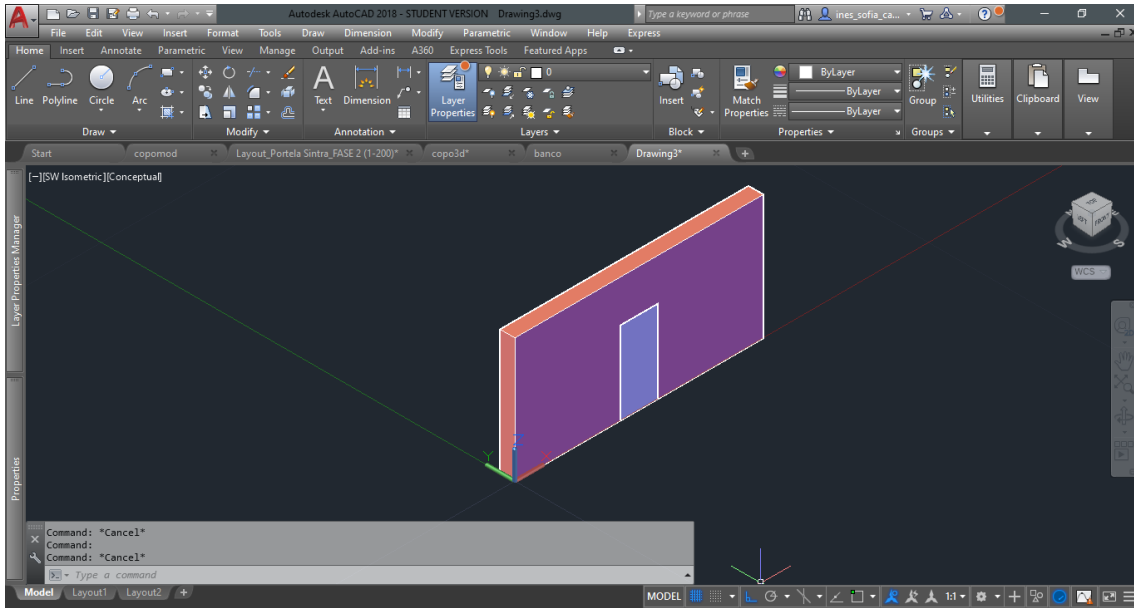 Autodesk AutoCAD 2018 - STUDENT VERSION Drawing3.dwg
Type a keyword or phrase
ines_sofia_ca...
File Edit View Insert Format Tools Draw Dimension Modify Parametric Window Help Express
Home Insert Annotate Parametric View Manage Output Add-ins A360 Express Tools Featured Apps
Line Polyline Circle Arc
Text Dimension
Layer Properties
0
Insert
Match Properties
ByLayer
ByLayer
ByLayer
Group
Utilities
Clipboard
View
Draw Modify Annotation Layers Block Properties Groups
Start copomod Layout_Portela Sintra_FASE 2 (1-200)* copo3d* banco Drawing3*
[−][SW Isometric][Conceptual]
Layer Properties Manager
TOP
LEFT
FRONT
W
S
WCS
Y
Z
X
Properties
Command: *Cancel*
Command:
Command: *Cancel*
Type a command
Model Layout1 Layout2 +
MODEL
1:1